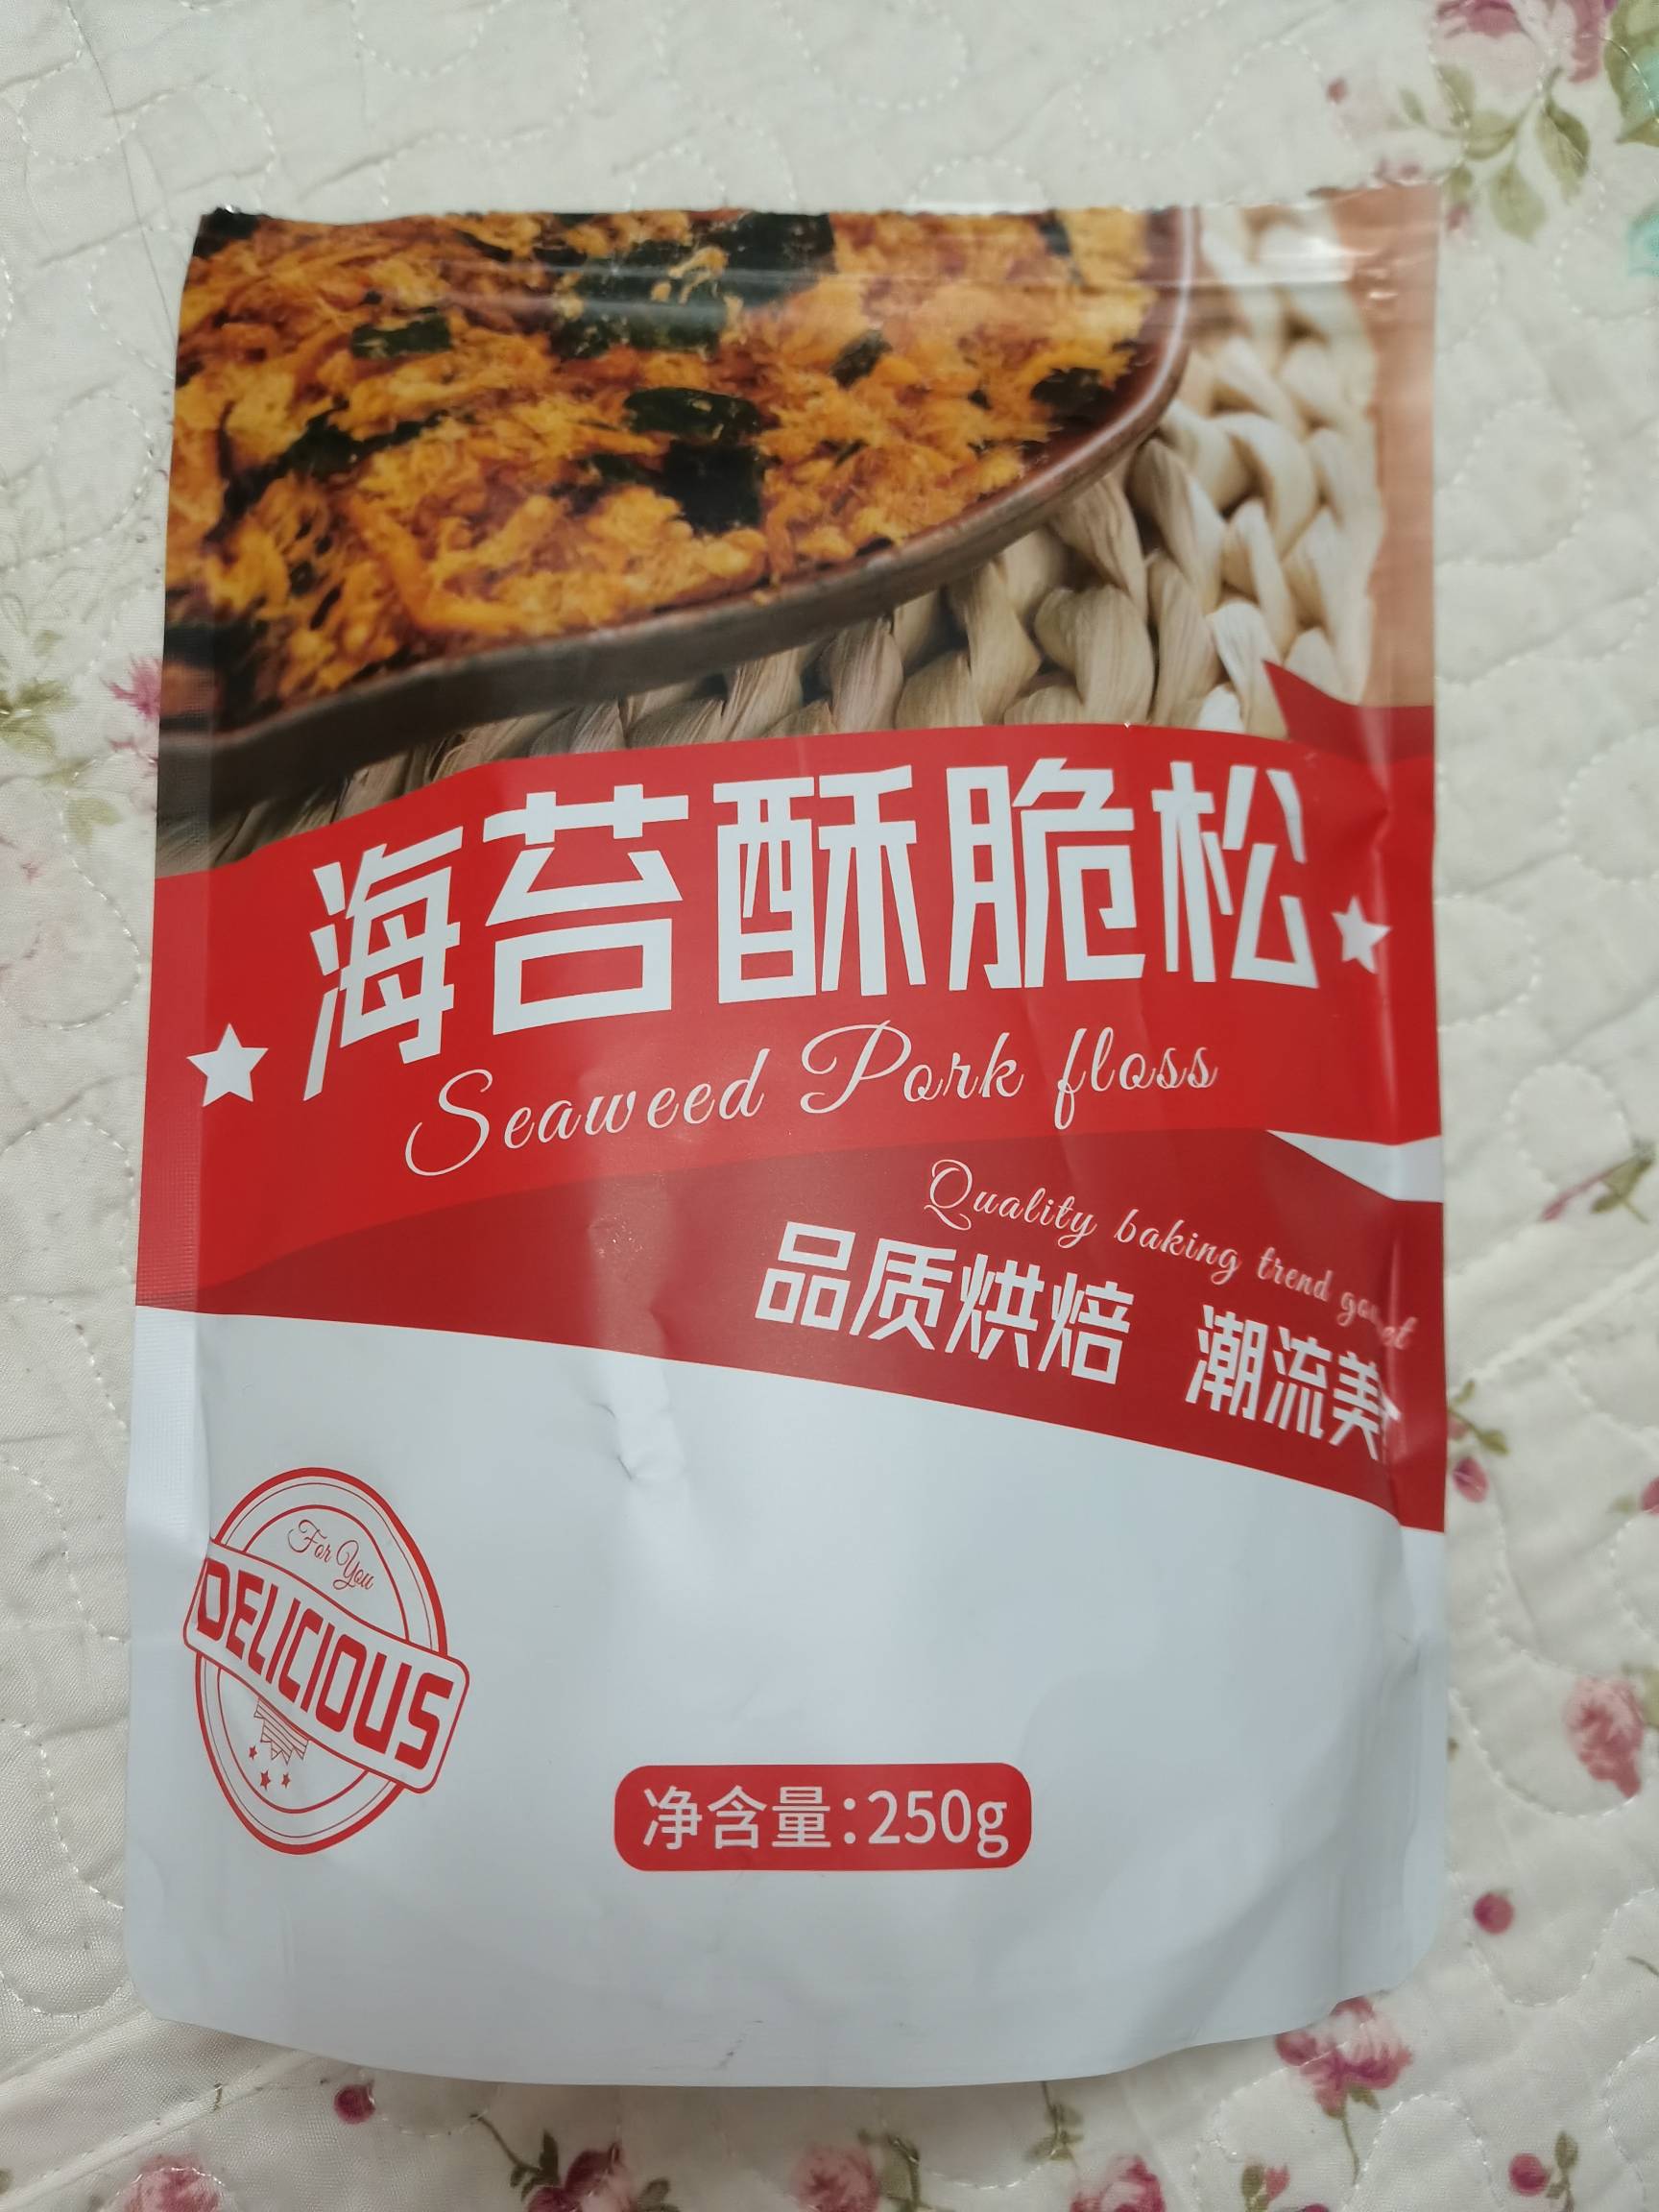 海苔酥脆松
Seaweed Pork floss
Quality baking trend
品质烘焙 潮流美
For You
DELICIOUS
净含量:250g